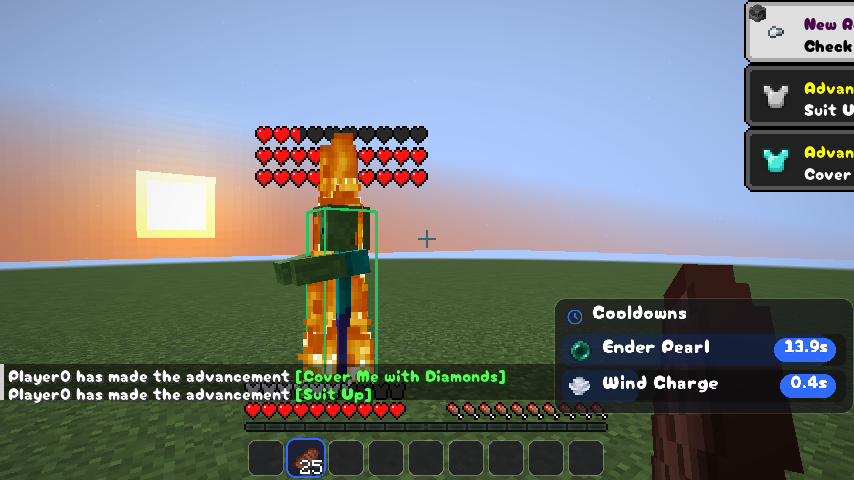 New A
Check
Advan
Suit U
Advan
Cover
Cooldowns
Ender Pearl
13.9s
Wind Charge
0.4s
Player0 has made the advancement [Cover Me with Diamonds]
Player0 has made the advancement [Suit Up]
25